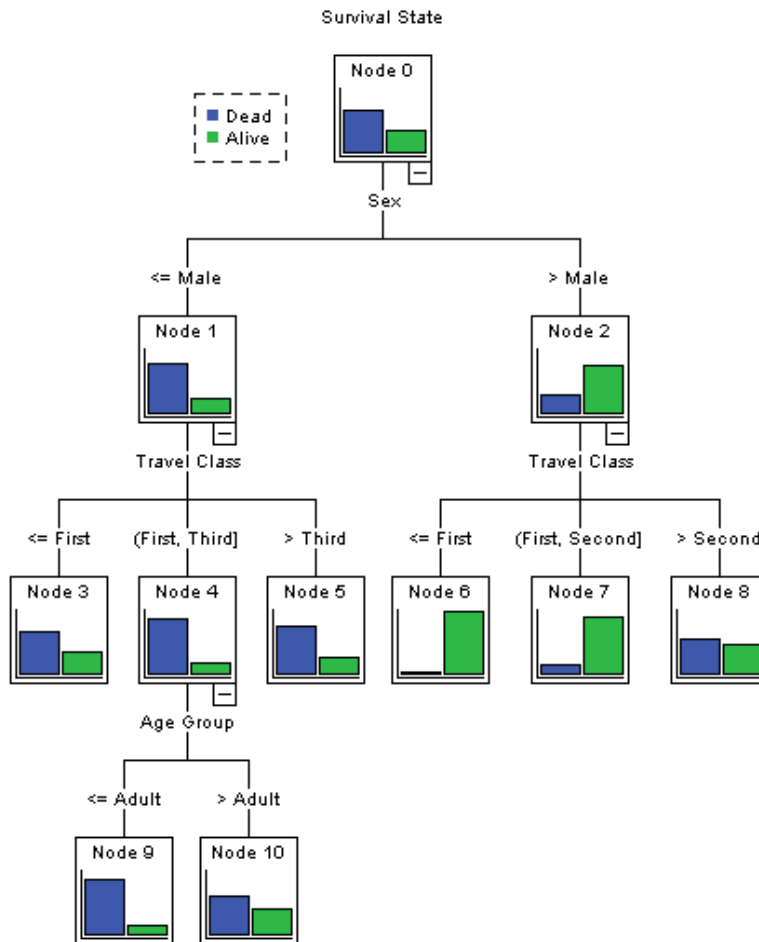 Survival State
Node 0
Dead
Alive
Sex
<= Male
> Male
Node 1
Node 2
Travel Class
Travel Class
<= First
(First, Third]
> Third
<= First
(First, Second]
> Second
Node 3
Node 4
Node 5
Node 6
Node 7
Node 8
Age Group
<= Adult
> Adult
Node 9
Node 10